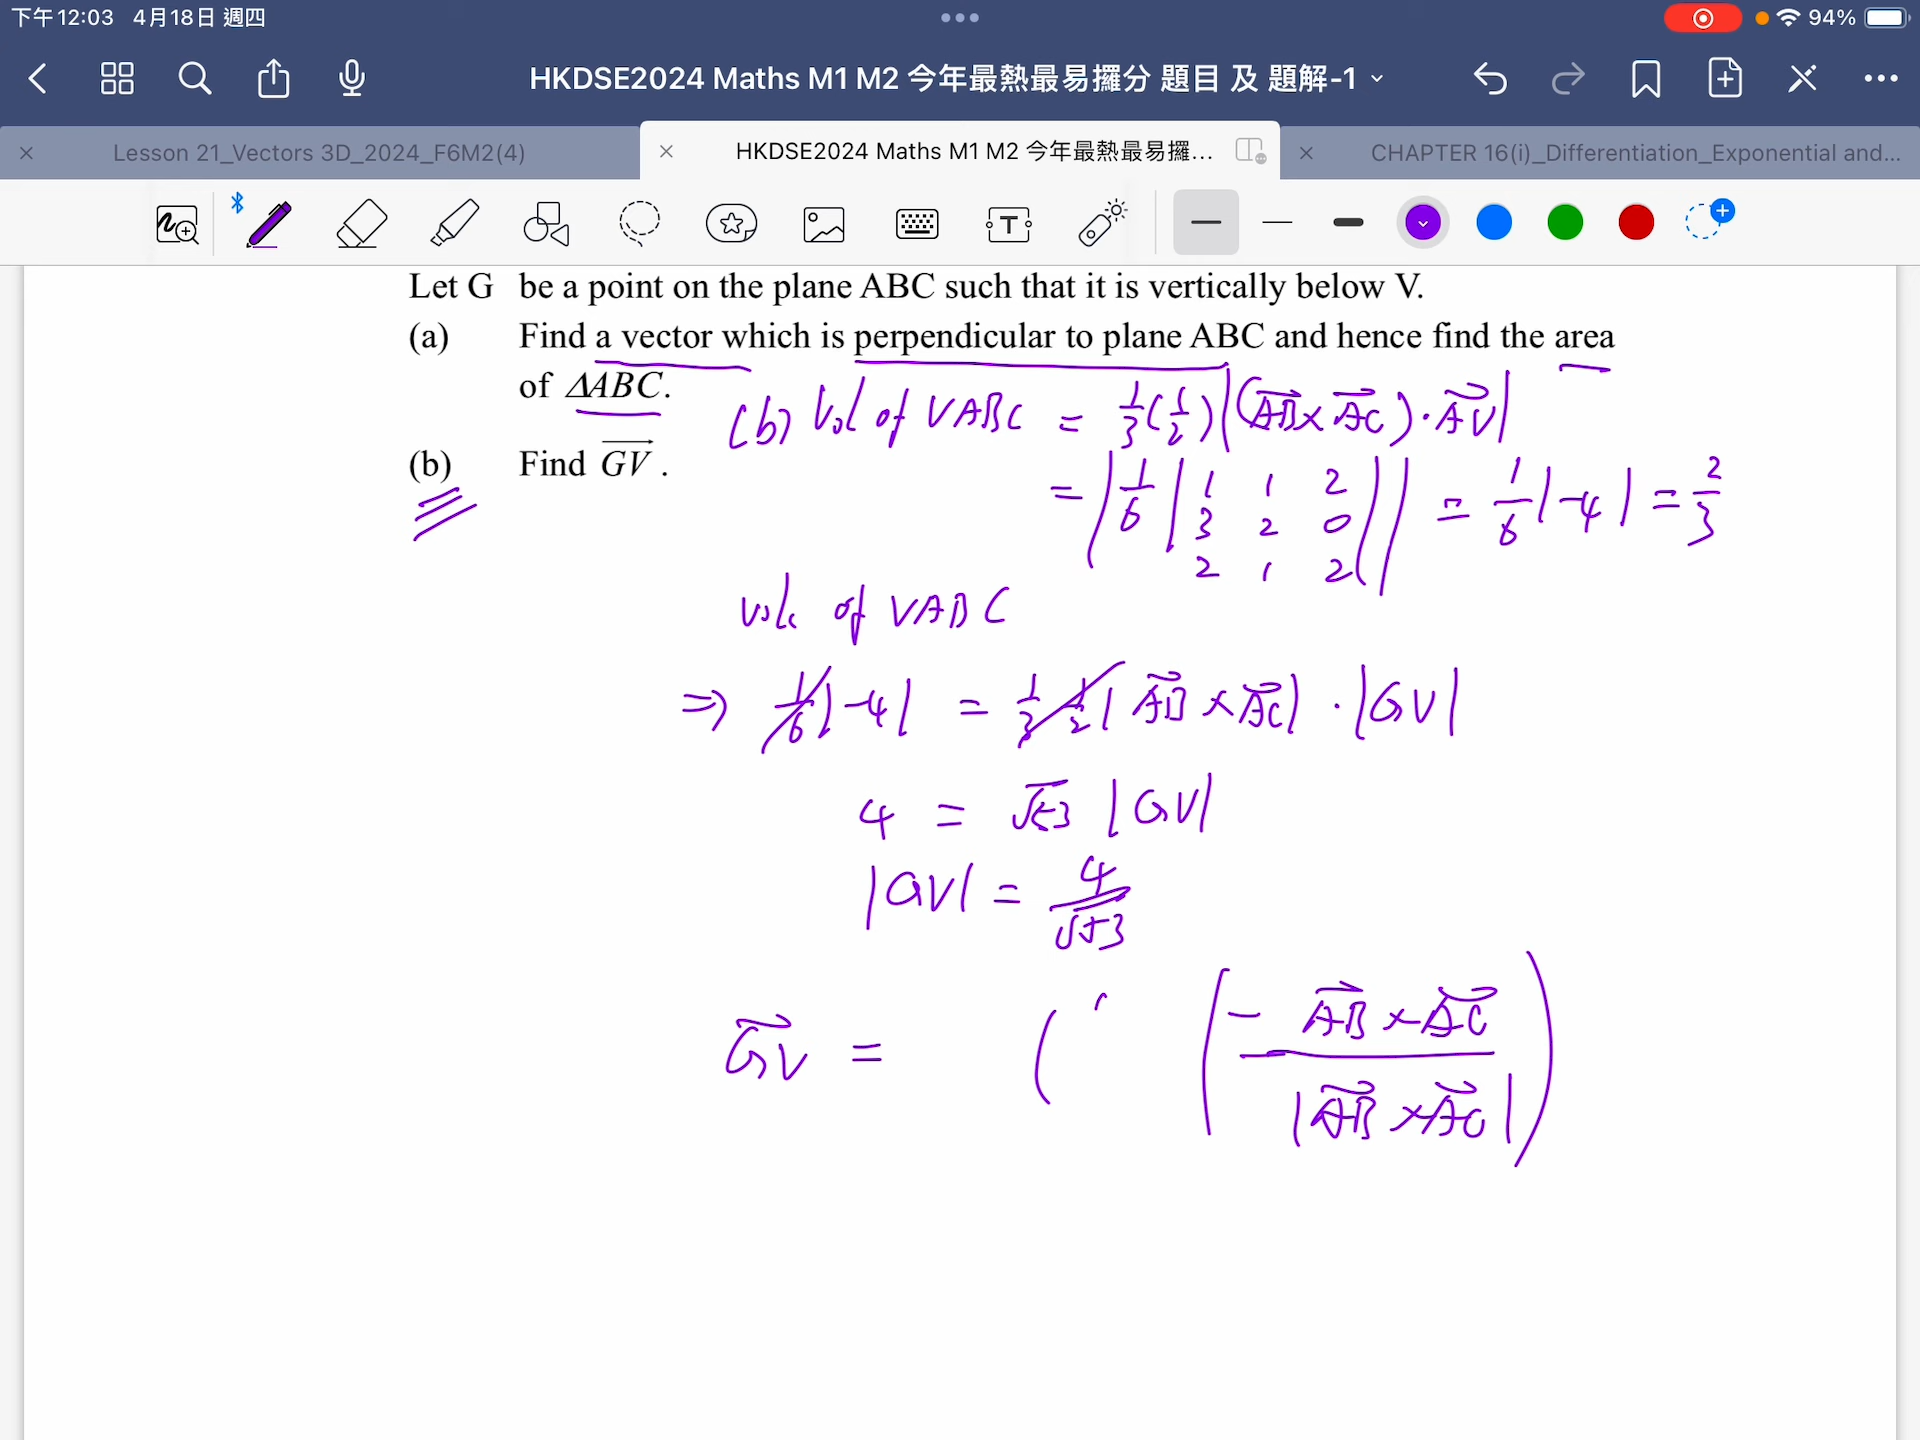 下午12:03 4月18日 週四
94%
HKDSE2024 Maths M1 M2 今年最熱最易攞分 題目 及 題解-1
Lesson 21_Vectors 3D_2024_F6M2(4)
HKDSE2024 Maths M1 M2 今年最熱最易攞...
CHAPTER 16(i)_Differentiation_Exponential and...
T
Let G be a point on the plane ABC such that it is vertically below V.
(a) Find a vector which is perpendicular to plane ABC and hence find the area
of ΔABC.
(b) Vol of VABC = 1/3 (1/2) |(AB× AC) · AV|
(b) Find GV .
= | 1/6 | 1 1 2
3 2 0
2 1 2 | | = 1/6 |-4| = 2/3
vol. of VABC
⇒ 1/6 |-4| = 1/3 · 1/2 | AB × AC | · |GV|
4 = √53 |GV|
|GV| = 4/√53
GV = ( ( - AB × AC / |AB × AC| )